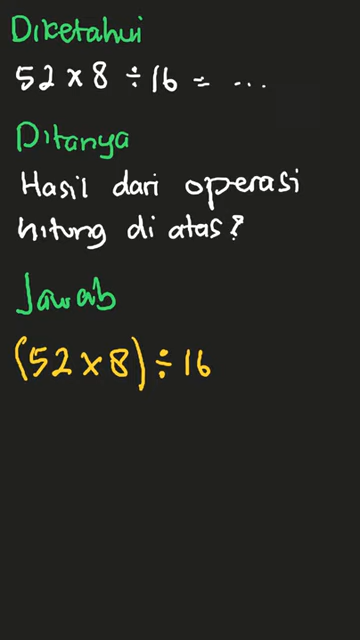 Diketahui
52 × 8 ÷ 16 = ...
Ditanya
Hasil dari operasi
hitung di atas?
Jawab
(52 × 8) ÷ 16